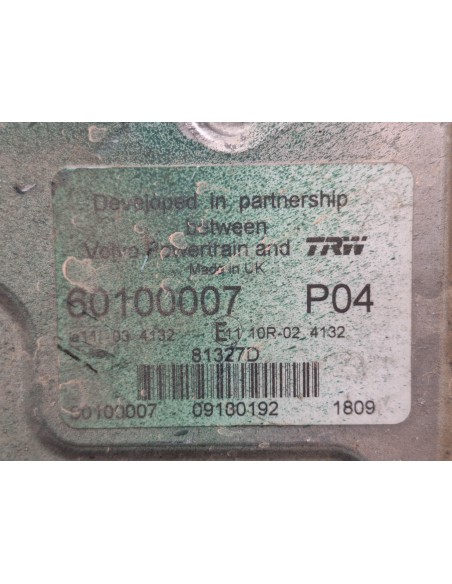 Developed in partnership
between
Volvo Powertrain and TRW
Made in UK
60100007 P04
e11 03 4132 E11 10R-02 4132
81327D
60100007 09180192 1809